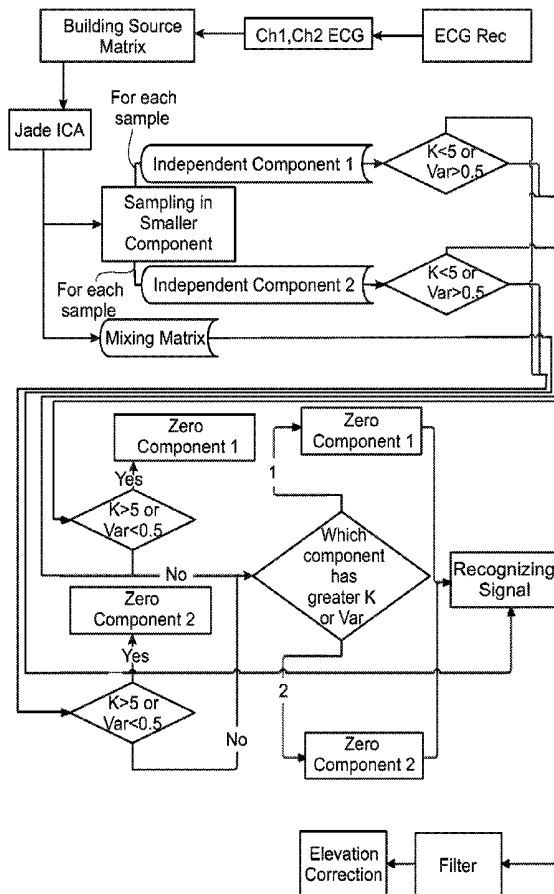 Building Source
Matrix
Ch1,Ch2 ECG
ECG Rec
For each
sample
Jade ICA
Independent Component 1
K<5 or
Var>0.5
Sampling in
Smaller
Component
For each
sample
Independent Component 2
K<5 or
Var>0.5
Mixing Matrix
Zero
Component 1
Zero
Component 1
Yes
1
K>5 or
Var<0.5
No
Which
component
has
greater K
or Var
Recognizing
Signal
Zero
Component 2
Yes
K>5 or
Var<0.5
2
No
Zero
Component 2
Elevation
Correction
Filter